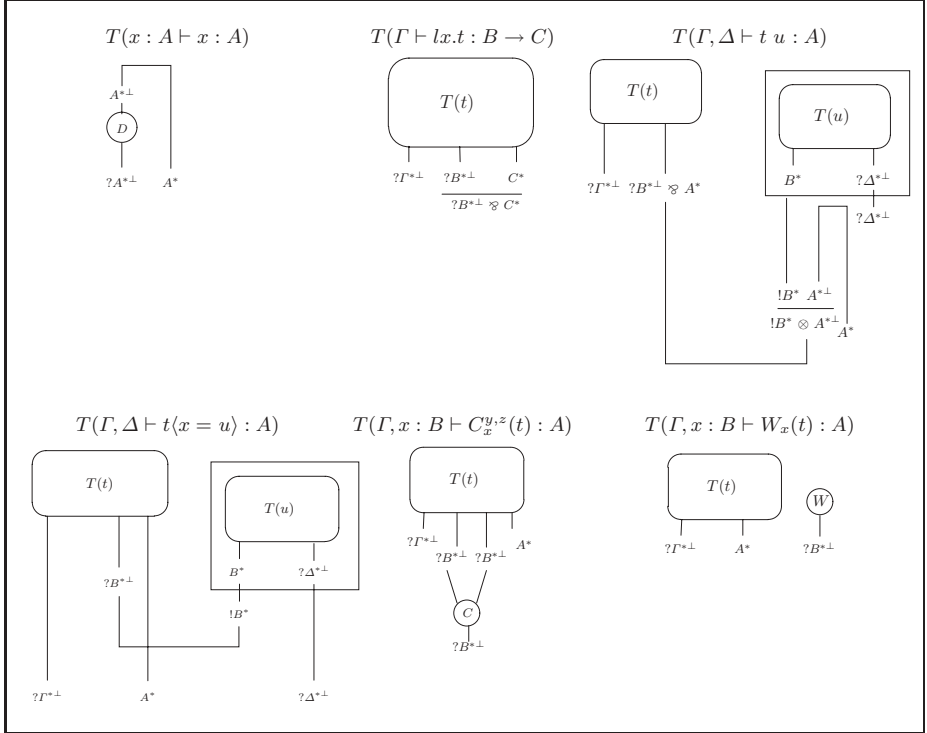 T(x : A ⊢ x : A)
A*⊥
D
?A*⊥ A*
T(Γ ⊢ lx.t : B → C)
T(t)
?Γ*⊥ ?B*⊥ C*
?B*⊥ ⅋ C*
T(Γ, Δ ⊢ t u : A)
T(t)
?Γ*⊥ ?B*⊥ ⅋ A*
T(u)
B* ?Δ*⊥
?Δ*⊥
!B* A*⊥
!B* ⊗ A*⊥ A*
T(Γ, Δ ⊢ t⟨x = u⟩ : A)
T(t)
?B*⊥
T(u)
B* ?Δ*⊥
!B*
?Γ*⊥ A* ?Δ*⊥
T(Γ, x : B ⊢ C_x^{y,z}(t) : A)
T(t)
?Γ*⊥ ?B*⊥ ?B*⊥ A*
C
?B*⊥
T(Γ, x : B ⊢ W_x(t) : A)
T(t)
W
?Γ*⊥ A* ?B*⊥